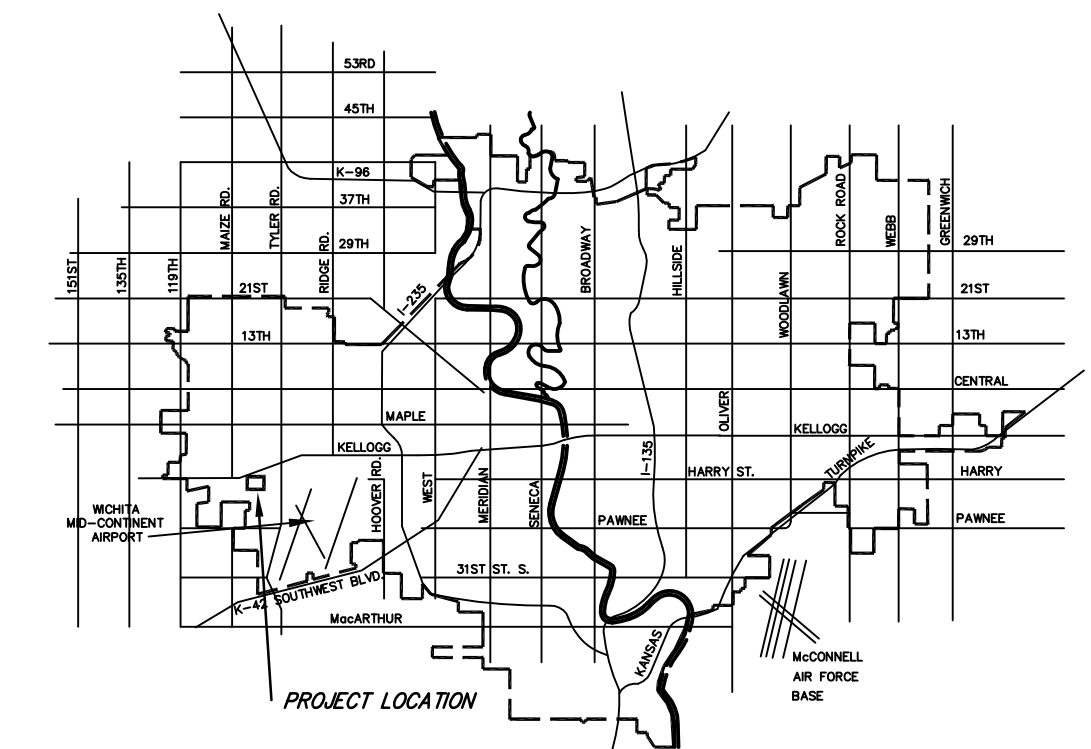 53RD
45TH
K-96
37TH
29TH
MAIZE RD.
TYLER RD.
RIDGE RD.
151ST
135TH
119TH
21ST
I-235
13TH
BROADWAY
HILLSIDE
WOODLAWN
ROCK ROAD
WEBB
GREENWICH
29TH
21ST
13TH
CENTRAL
MAPLE
KELLOGG
OLIVER
KELLOGG
I-135
HARRY ST.
TURNPIKE
HARRY
HOOVER RD.
WEST
MERIDIAN
SENECA
PAWNEE
PAWNEE
WICHITA
MID-CONTINENT
AIRPORT
31ST ST. S.
K-42 SOUTHWEST BLVD.
MacARTHUR
KANSAS
McCONNELL
AIR FORCE
BASE
PROJECT LOCATION